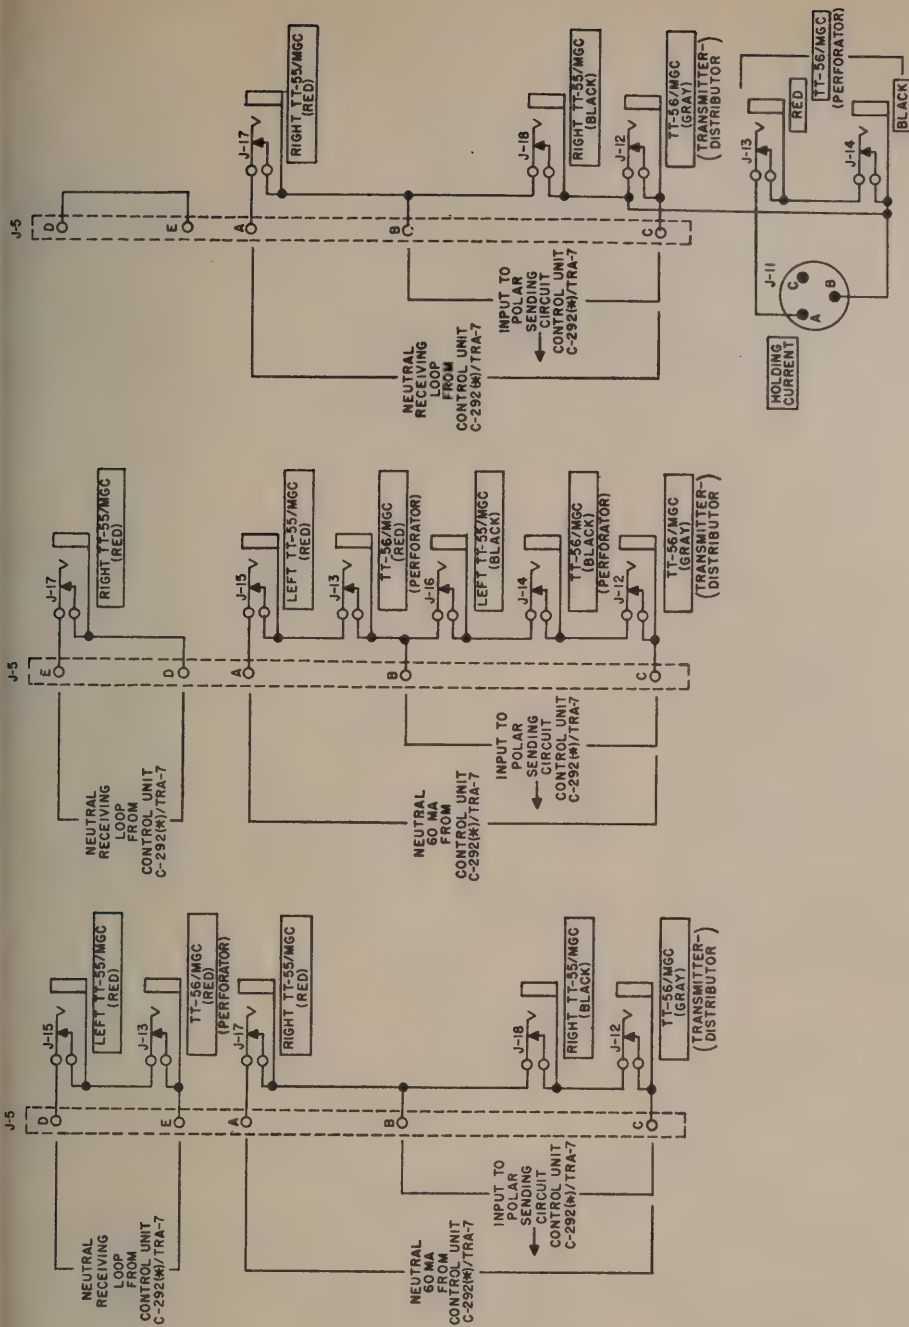 J-5
D
E
A
B
C
J-17
RIGHT TT-55/MGC
(RED)
J-18
RIGHT TT-55/MGC
(BLACK)
J-12
TT-56/MGC
(GRAY)
(TRANSMITTER-
DISTRIBUTOR)
TT-56/MGC
(PERFORATOR)
J-13
RED
J-14
BLACK
NEUTRAL
RECEIVING
LOOP
FROM
CONTROL UNIT
C-292(*)/TRA-7
INPUT TO
POLAR
SENDING
CIRCUIT
CONTROL UNIT
C-292(*)/TRA-7
J-11
A
B
C
HOLDING
CURRENT
J-5
E
D
A
B
C
J-17
RIGHT TT-55/MGC
(RED)
J-15
LEFT TT-55/MGC
(RED)
J-13
TT-56/MGC
(RED)
(PERFORATOR)
J-16
LEFT TT-55/MGC
(BLACK)
J-14
TT-56/MGC
(BLACK)
(PERFORATOR)
J-12
TT-56/MGC
(GRAY)
(TRANSMITTER-
DISTRIBUTOR)
NEUTRAL
RECEIVING
LOOP
FROM
CONTROL UNIT
C-292(*)/TRA-7
NEUTRAL
60 MA
FROM
CONTROL UNIT
C-292(*)/TRA-7
INPUT TO
POLAR
SENDING
CIRCUIT
CONTROL UNIT
C-292(*)/TRA-7
J-5
D
E
A
B
C
J-15
LEFT TT-55/MGC
(RED)
J-13
TT-56/MGC
(RED)
(PERFORATOR)
J-17
RIGHT TT-55/MGC
(RED)
J-18
RIGHT TT-55/MGC
(BLACK)
J-12
TT-56/MGC
(GRAY)
(TRANSMITTER-
DISTRIBUTOR)
NEUTRAL
RECEIVING
LOOP
FROM
CONTROL UNIT
C-292(*)/TRA-7
NEUTRAL
60 MA
FROM
CONTROL UNIT
C-292(*)/TRA-7
INPUT TO
POLAR
SENDING
CIRCUIT
CONTROL UNIT
C-292(*)/TRA-7